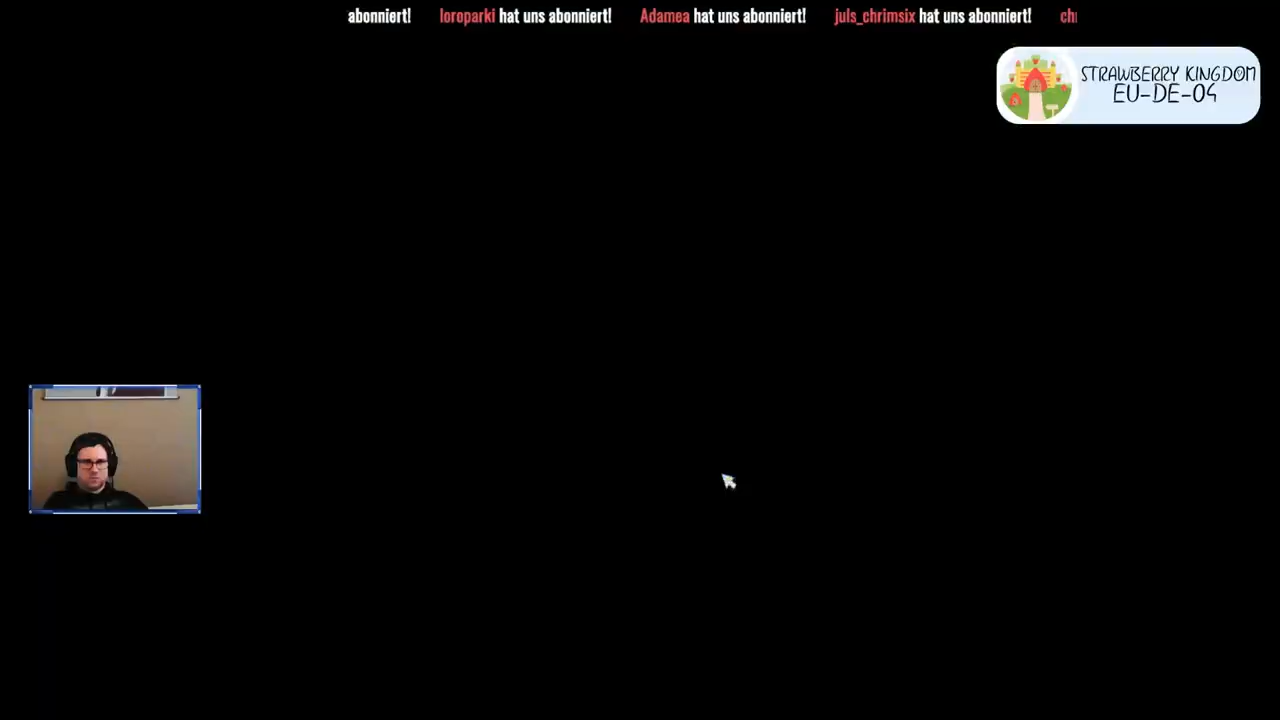 abonniert! loroparki hat uns abonniert! Adamea hat uns abonniert! juls_chrimsix hat uns abonniert!
STRAWBERRY KINGDOM
EU-DE-04